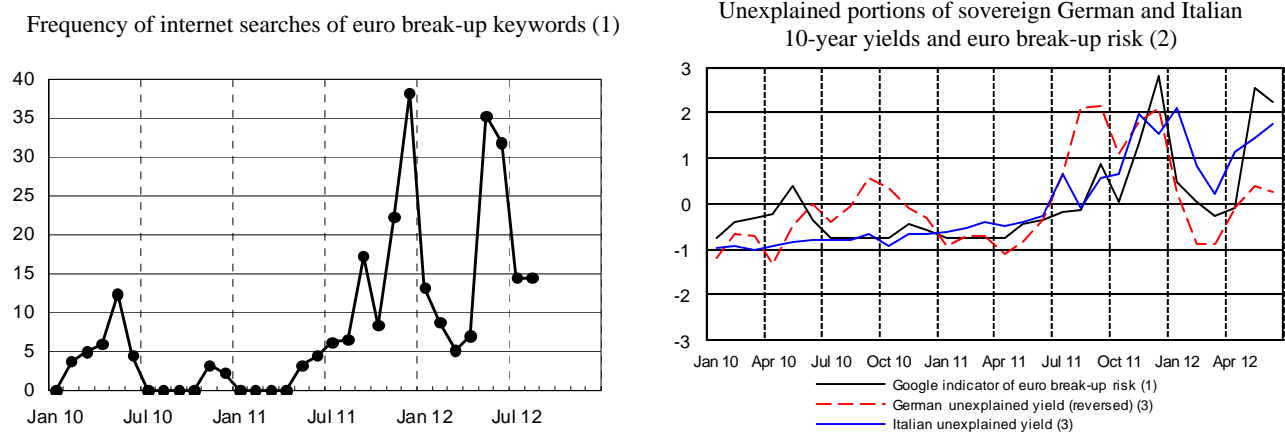 Frequency of internet searches of euro break-up keywords (1)
40
35
30
25
20
15
10
5
0
Jan 10 Jul 10 Jan 11 Jul 11 Jan 12 Jul 12
Unexplained portions of sovereign German and Italian
10-year yields and euro break-up risk (2)
3
2
1
0
-1
-2
-3
Jan 10 Apr 10 Jul 10 Oct 10 Jan 11 Apr 11 Jul 11 Oct 11 Jan 12 Apr 12
Google indicator of euro break-up risk (1)
German unexplained yield (reversed) (3)
Italian unexplained yield (3)